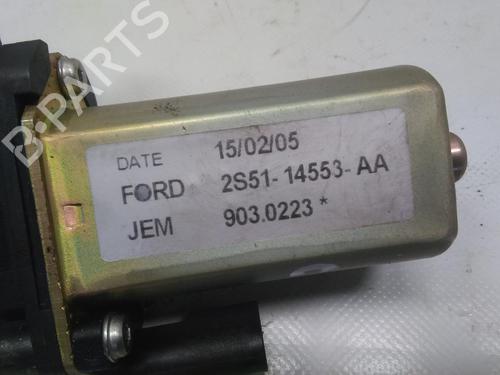 B-PARTS
DATE 15/02/05
FORD 2S51-14553-AA
JEM 903.0223*